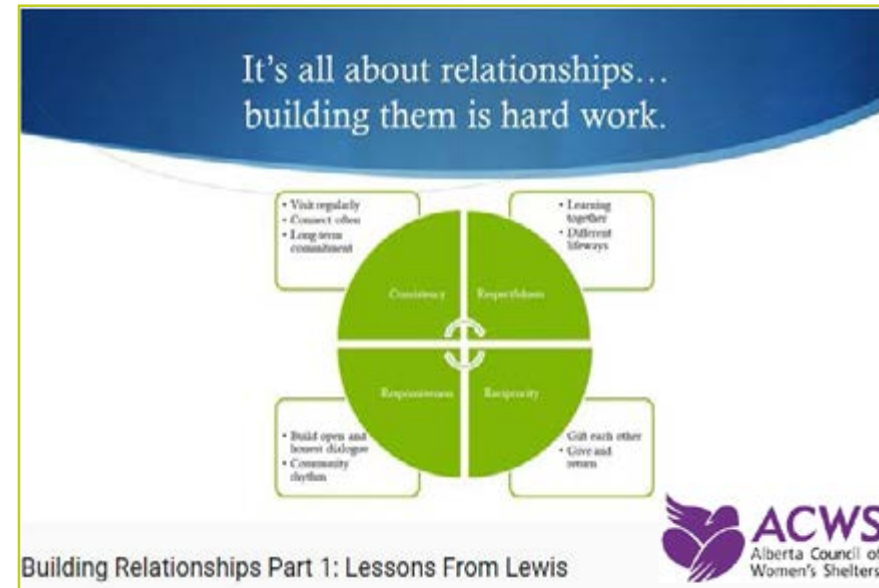 It's all about relationships…
building them is hard work.
• Visit regularly
• Connect often
• Long-term
commitment
• Learning
together
• Different
lifeways
Consistency
Respectfulness
Responsiveness
Reciprocity
• Build open and
honest dialogue
• Community
rhythm
Gift each other
• Give and
return
Building Relationships Part 1: Lessons From Lewis
ACWS
Alberta Council of
Women's Shelters